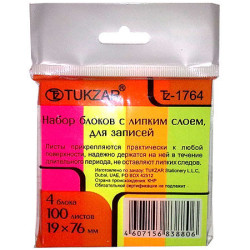 TUKZAR
TZ-1764
Набор блоков с липким слоем,
для записей
Листы прикрепляются практически к любой
поверхности, надежно держатся на ней в течение
длительного периода, не оставляют липких следов.
Изготовлено по заказу:
TUKZAR Stationery L.L.C,
Dubai, UAE, PO BOX 42512
Страна происхождения: КНР
Обязательной сертификации не подлежит
4 блока
100 листов
19×76 мм
4 607156 838806